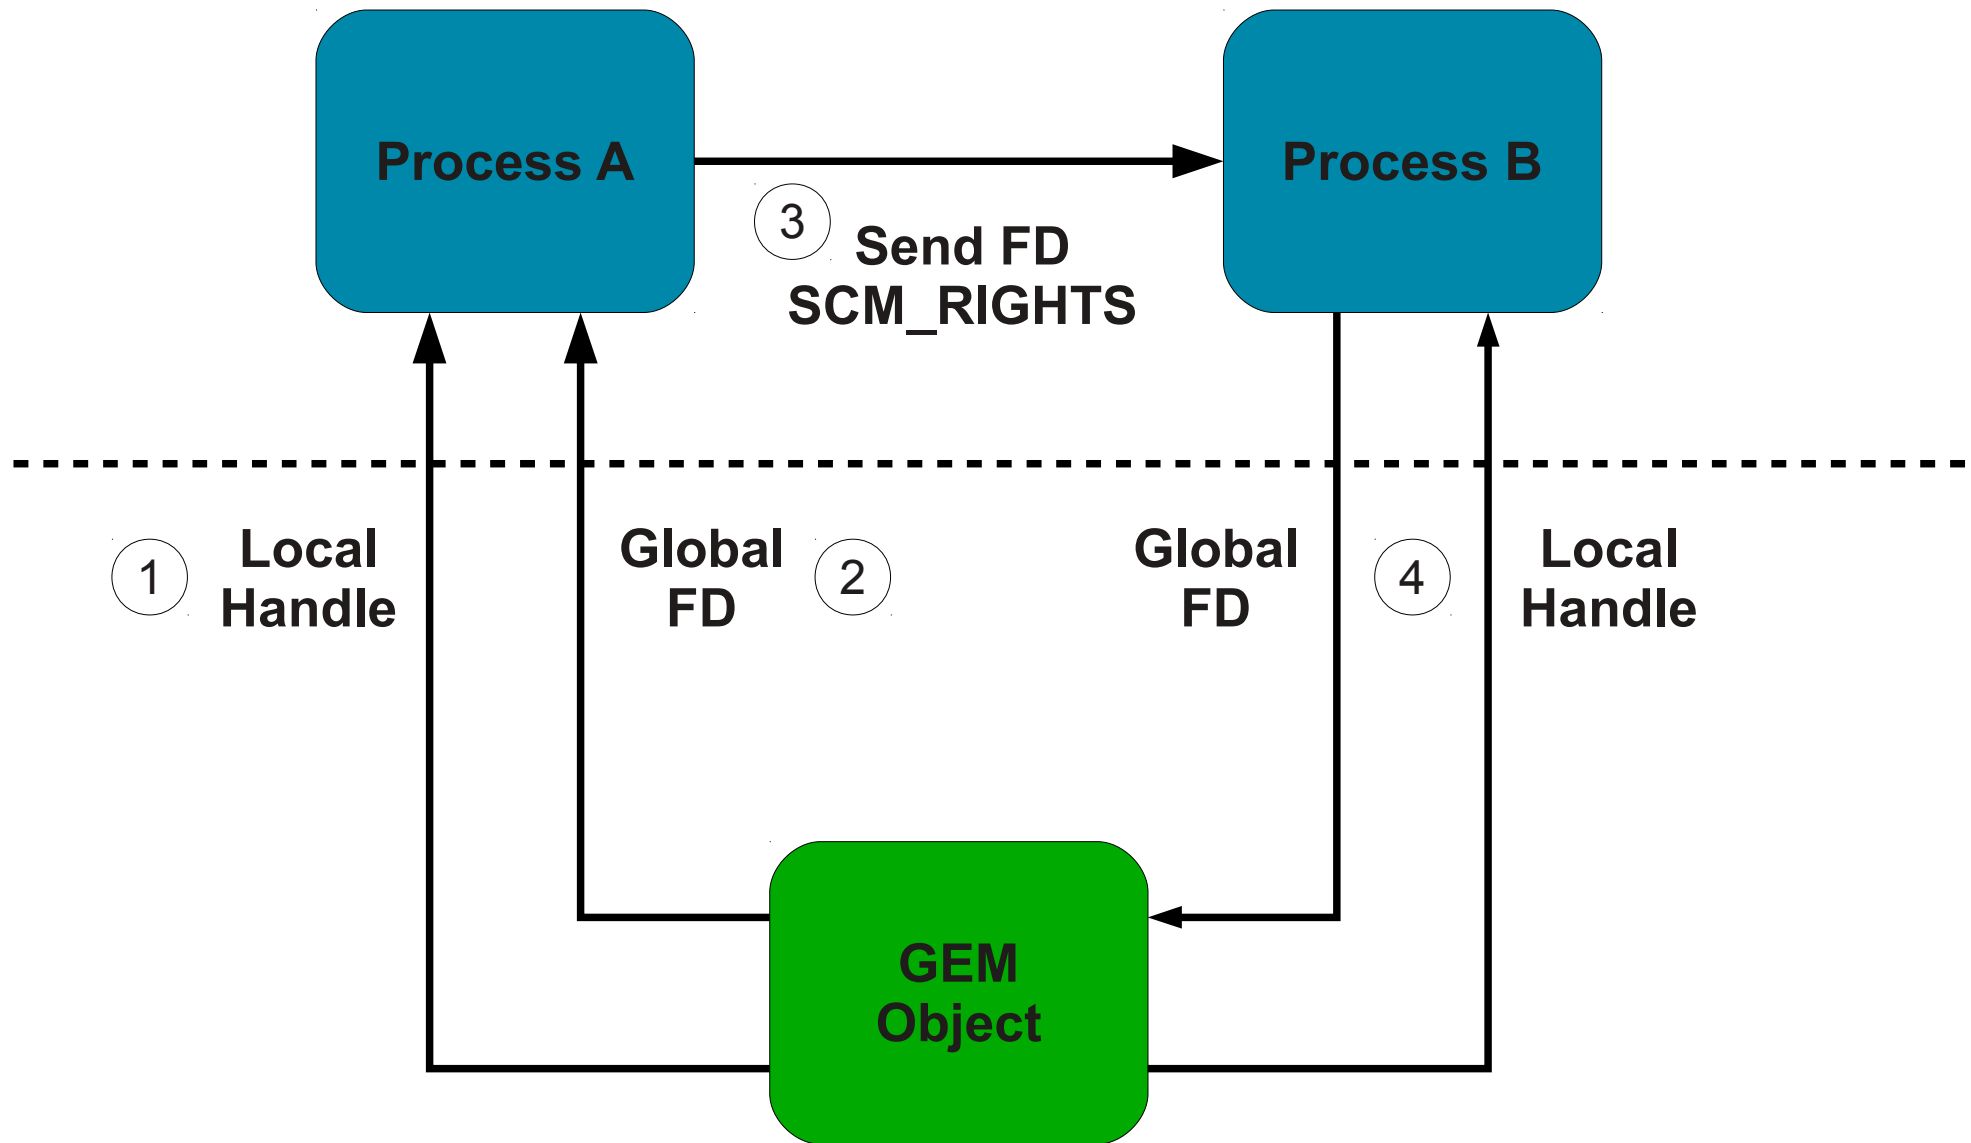 Process A
Process B
3
Send FD
SCM_RIGHTS
1
Local
Handle
Global
FD
2
Global
FD
4
Local
Handle
GEM
Object